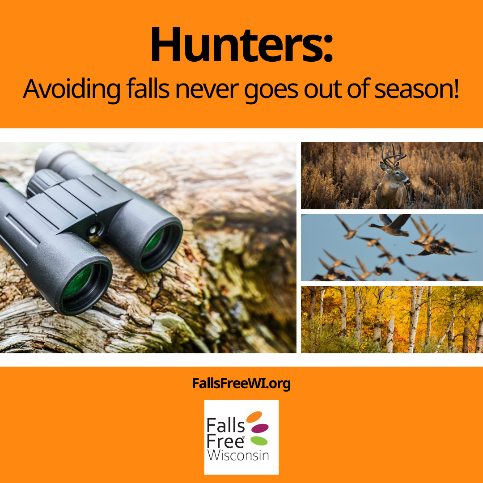 Hunters:
Avoiding falls never goes out of season!
FallsFreeWI.org
Falls
Free
Wisconsin